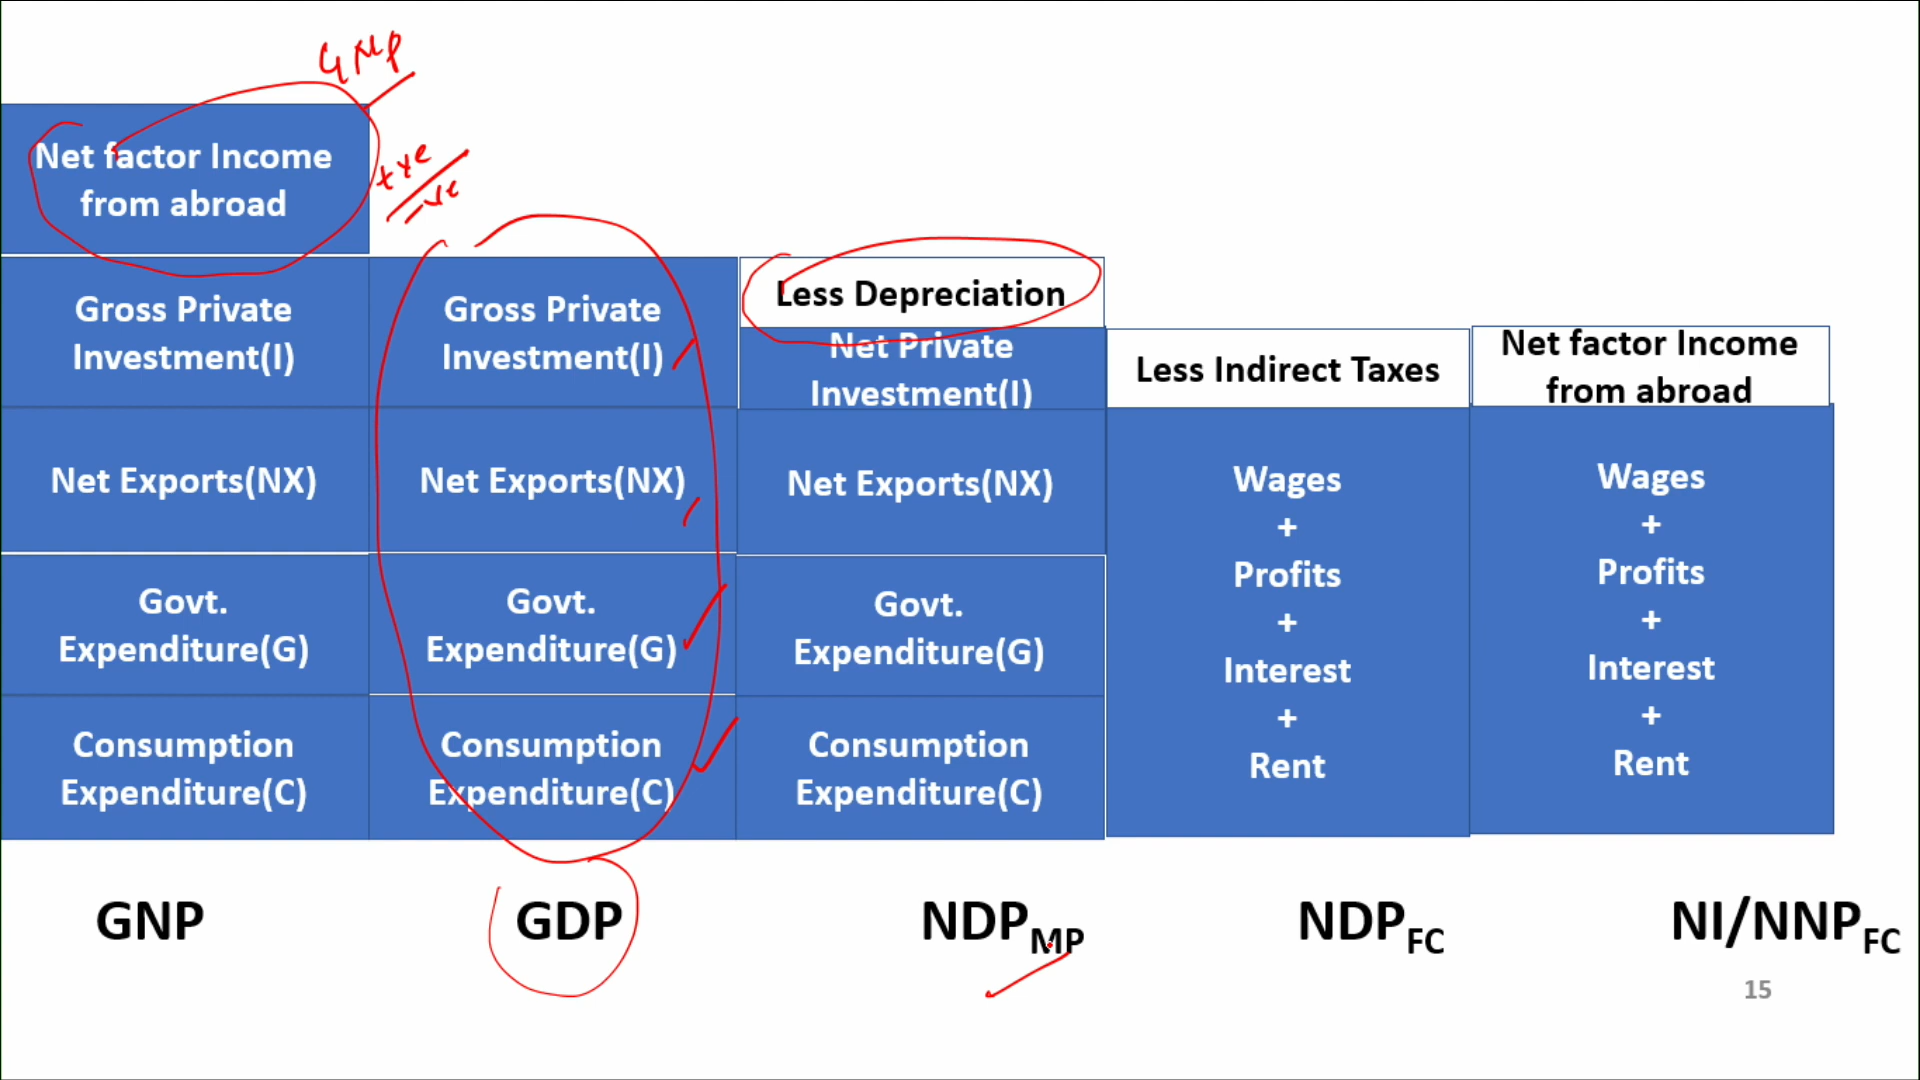 GNP
Net factor Income
from abroad
+ve
-ve
Gross Private
Investment(I)
Net Exports(NX)
Govt.
Expenditure(G)
Consumption
Expenditure(C)
GNP
Gross Private
Investment(I)
Net Exports(NX)
Govt.
Expenditure(G)
Consumption
Expenditure(C)
GDP
Less Depreciation
Net Private
Investment(I)
Net Exports(NX)
Govt.
Expenditure(G)
Consumption
Expenditure(C)
NDPMP
Less Indirect Taxes
Wages
+
Profits
+
Interest
+
Rent
NDPFC
Net factor Income
from abroad
Wages
+
Profits
+
Interest
+
Rent
NI/NNPFC
15